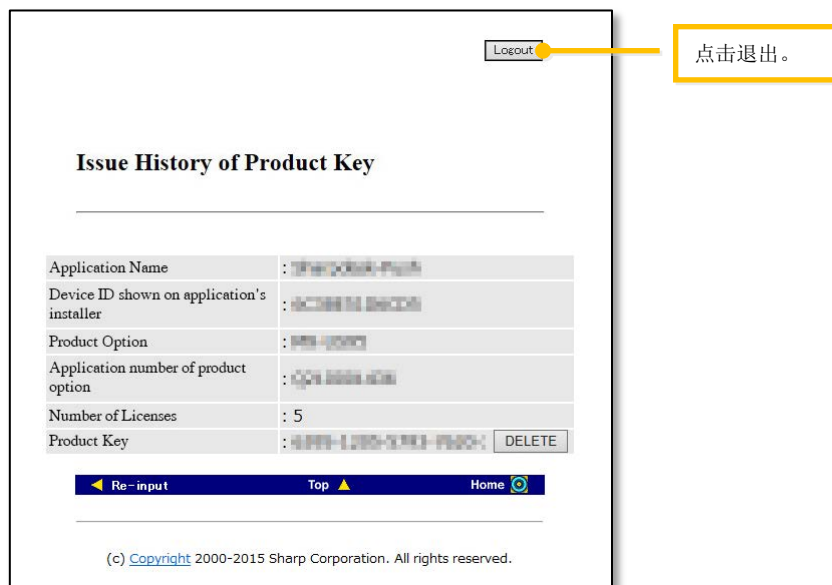 Logout
点击退出。
Issue History of Product Key
Application Name :
Device ID shown on application's
installer :
Product Option :
Application number of product
option :
Number of Licenses : 5
Product Key : DELETE
Re-input Top Home
(c) Copyright 2000-2015 Sharp Corporation. All rights reserved.